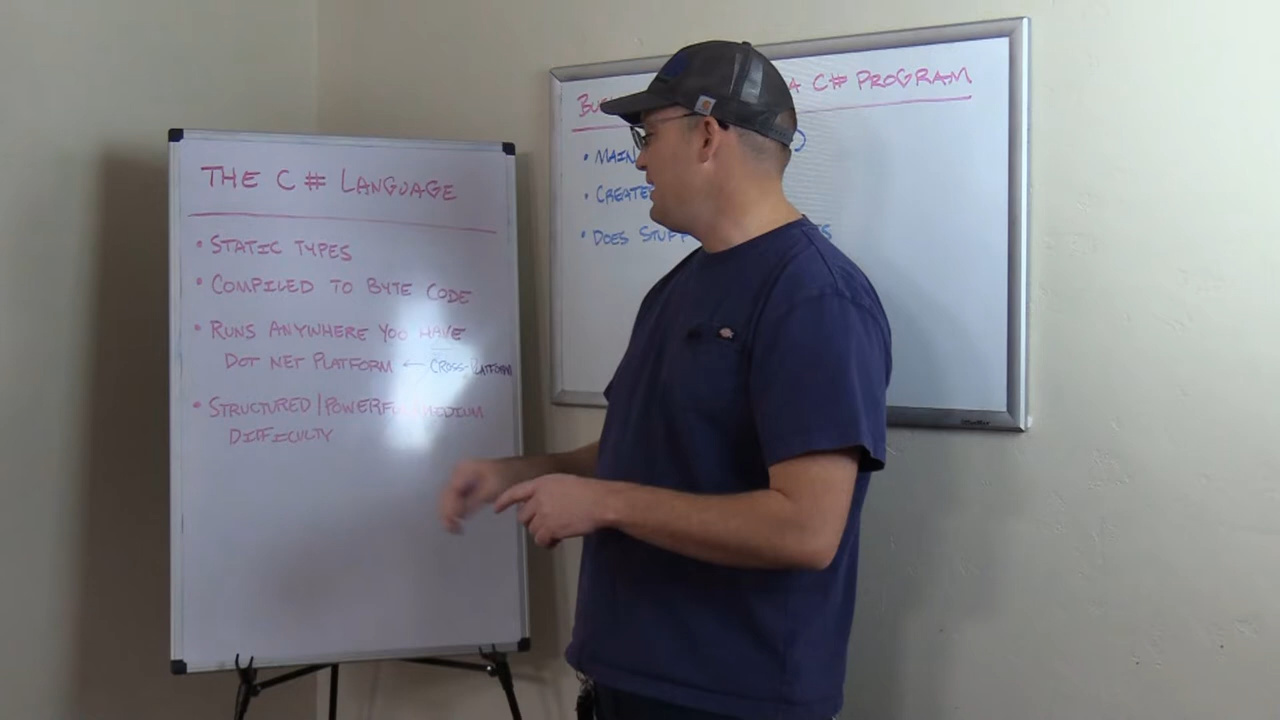 THE C# LANGUAGE
• STATIC TYPES
• COMPILED TO BYTE CODE
• RUNS ANYWHERE YOU HAVE
DOT NET PLATFORM ← CROSS-PLATFORM
• STRUCTURED/POWERFUL/MEDIUM
DIFFICULTY
A C# PROGRAM
• MAIN
• CREATES
• DOES STUFF